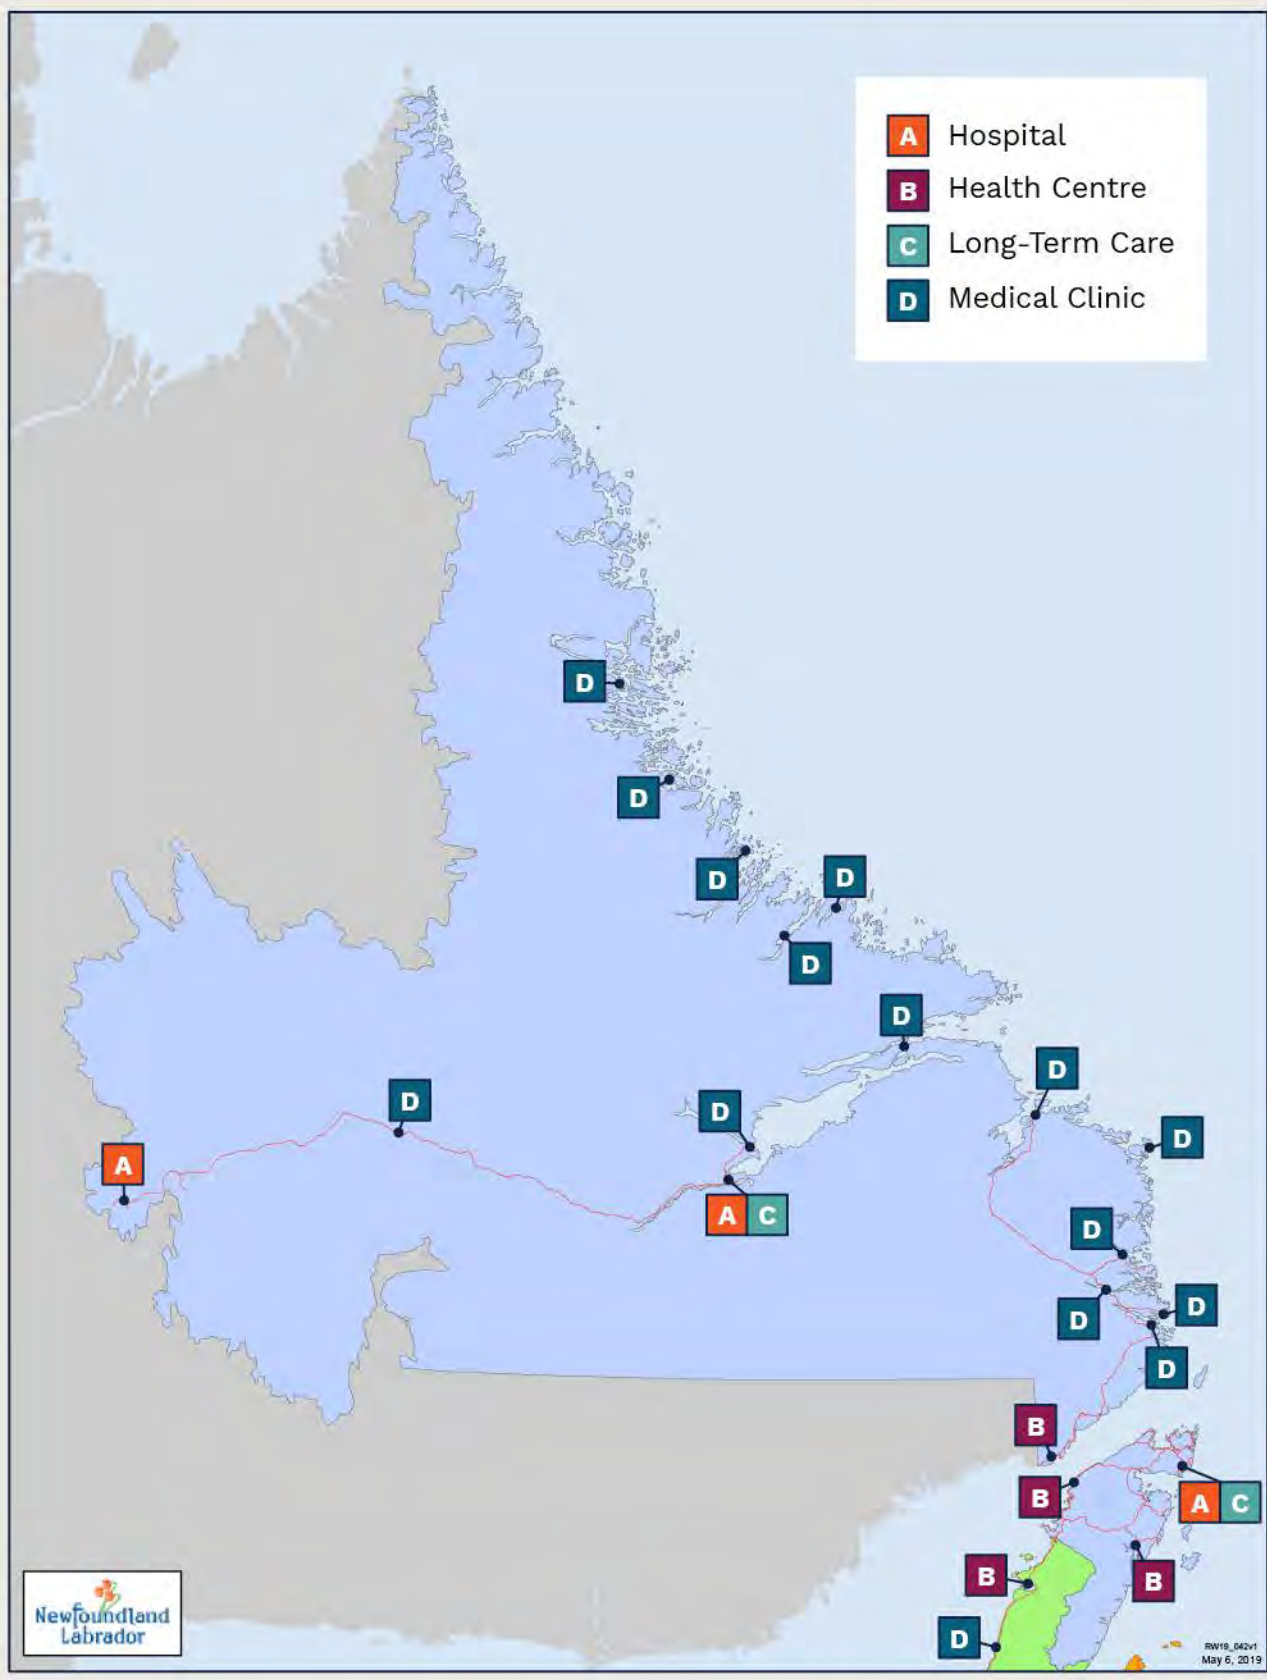 A Hospital
B Health Centre
C Long-Term Care
D Medical Clinic
D
D
D
D
D
D
D
D
D
D
A
A C
D
D
D
D
B
B
A C
B
B
D
Newfoundland
Labrador
RW19_042v1
May 6, 2019